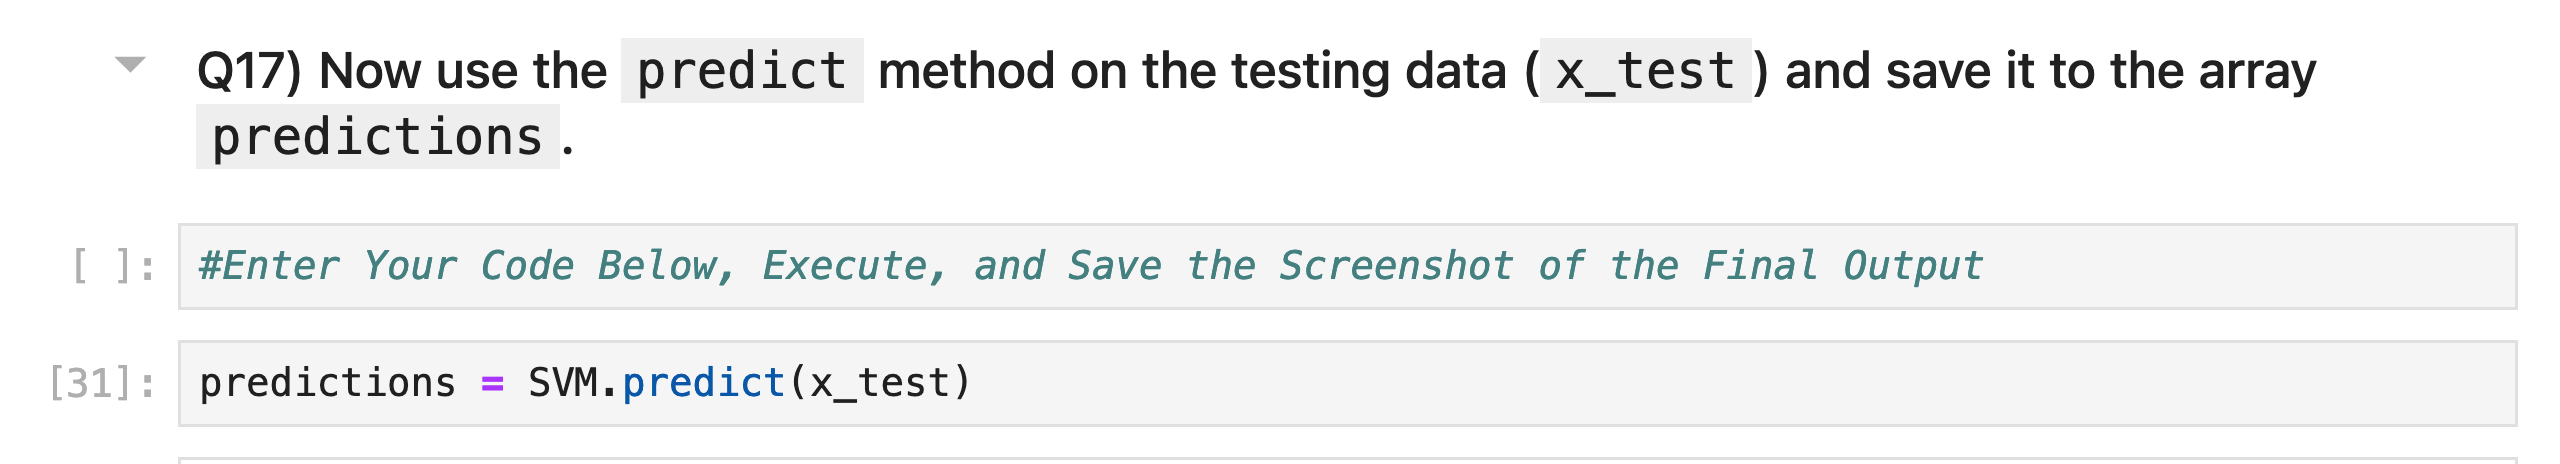 Q17) Now use the predict method on the testing data (x_test) and save it to the array
predictions.
[ ]: #Enter Your Code Below, Execute, and Save the Screenshot of the Final Output
[31]: predictions = SVM.predict(x_test)